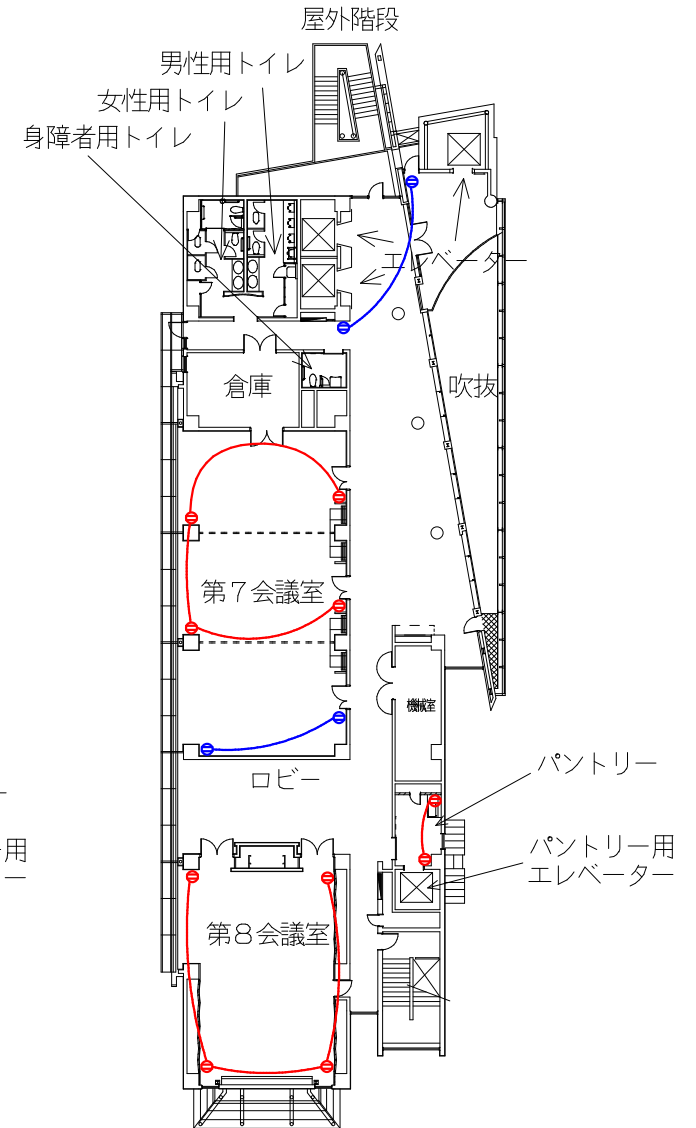 屋外階段
男性用トイレ
女性用トイレ
身障者用トイレ
エレベーター
倉庫
吹抜
第7会議室
機械室
ロビー
パントリー
パントリー用
エレベーター
用
ー
第8会議室